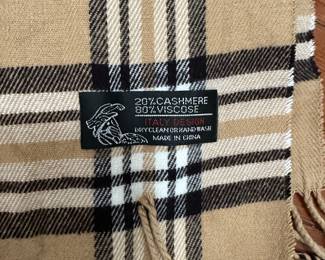 20%CASHMERE
80%VISCOSE
ITALY DESIGN
DRY CLEAN OR HAND WASH
MADE IN CHINA